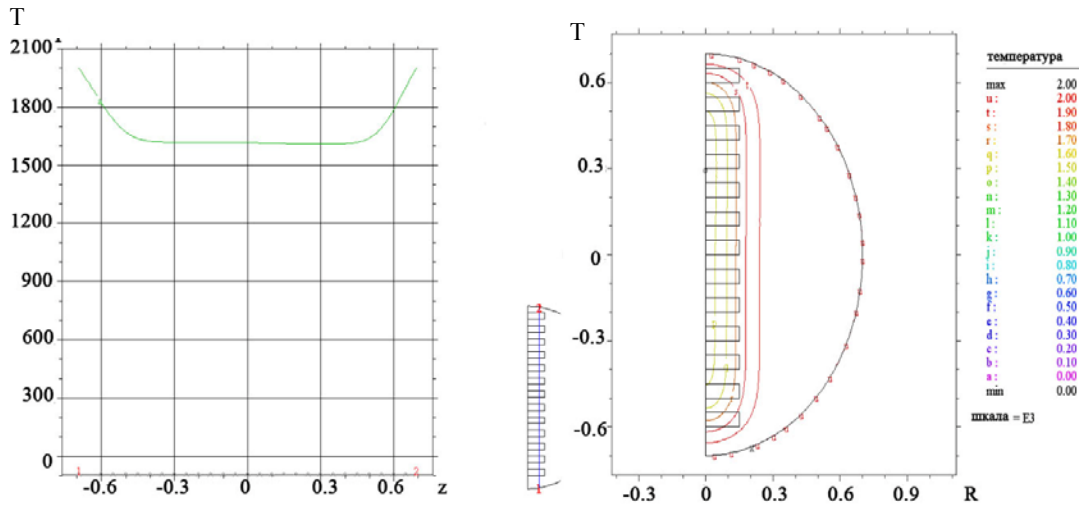 T
2100
1800
1500
1200
900
600
300
0
1
2
-0.6
-0.3
0
0.3
0.6
z
2
1
T
0.6
0.3
0
-0.3
-0.6
-0.3
0
0.3
0.6
0.9
R
температура
max 2.00
u : 2.00
t : 1.90
s : 1.80
r : 1.70
q : 1.60
p : 1.50
o : 1.40
n : 1.30
m : 1.20
l : 1.10
k : 1.00
j : 0.90
i : 0.80
h : 0.70
g : 0.60
f : 0.50
e : 0.40
d : 0.30
c : 0.20
b : 0.10
a : 0.00
min 0.00
шкала = E3